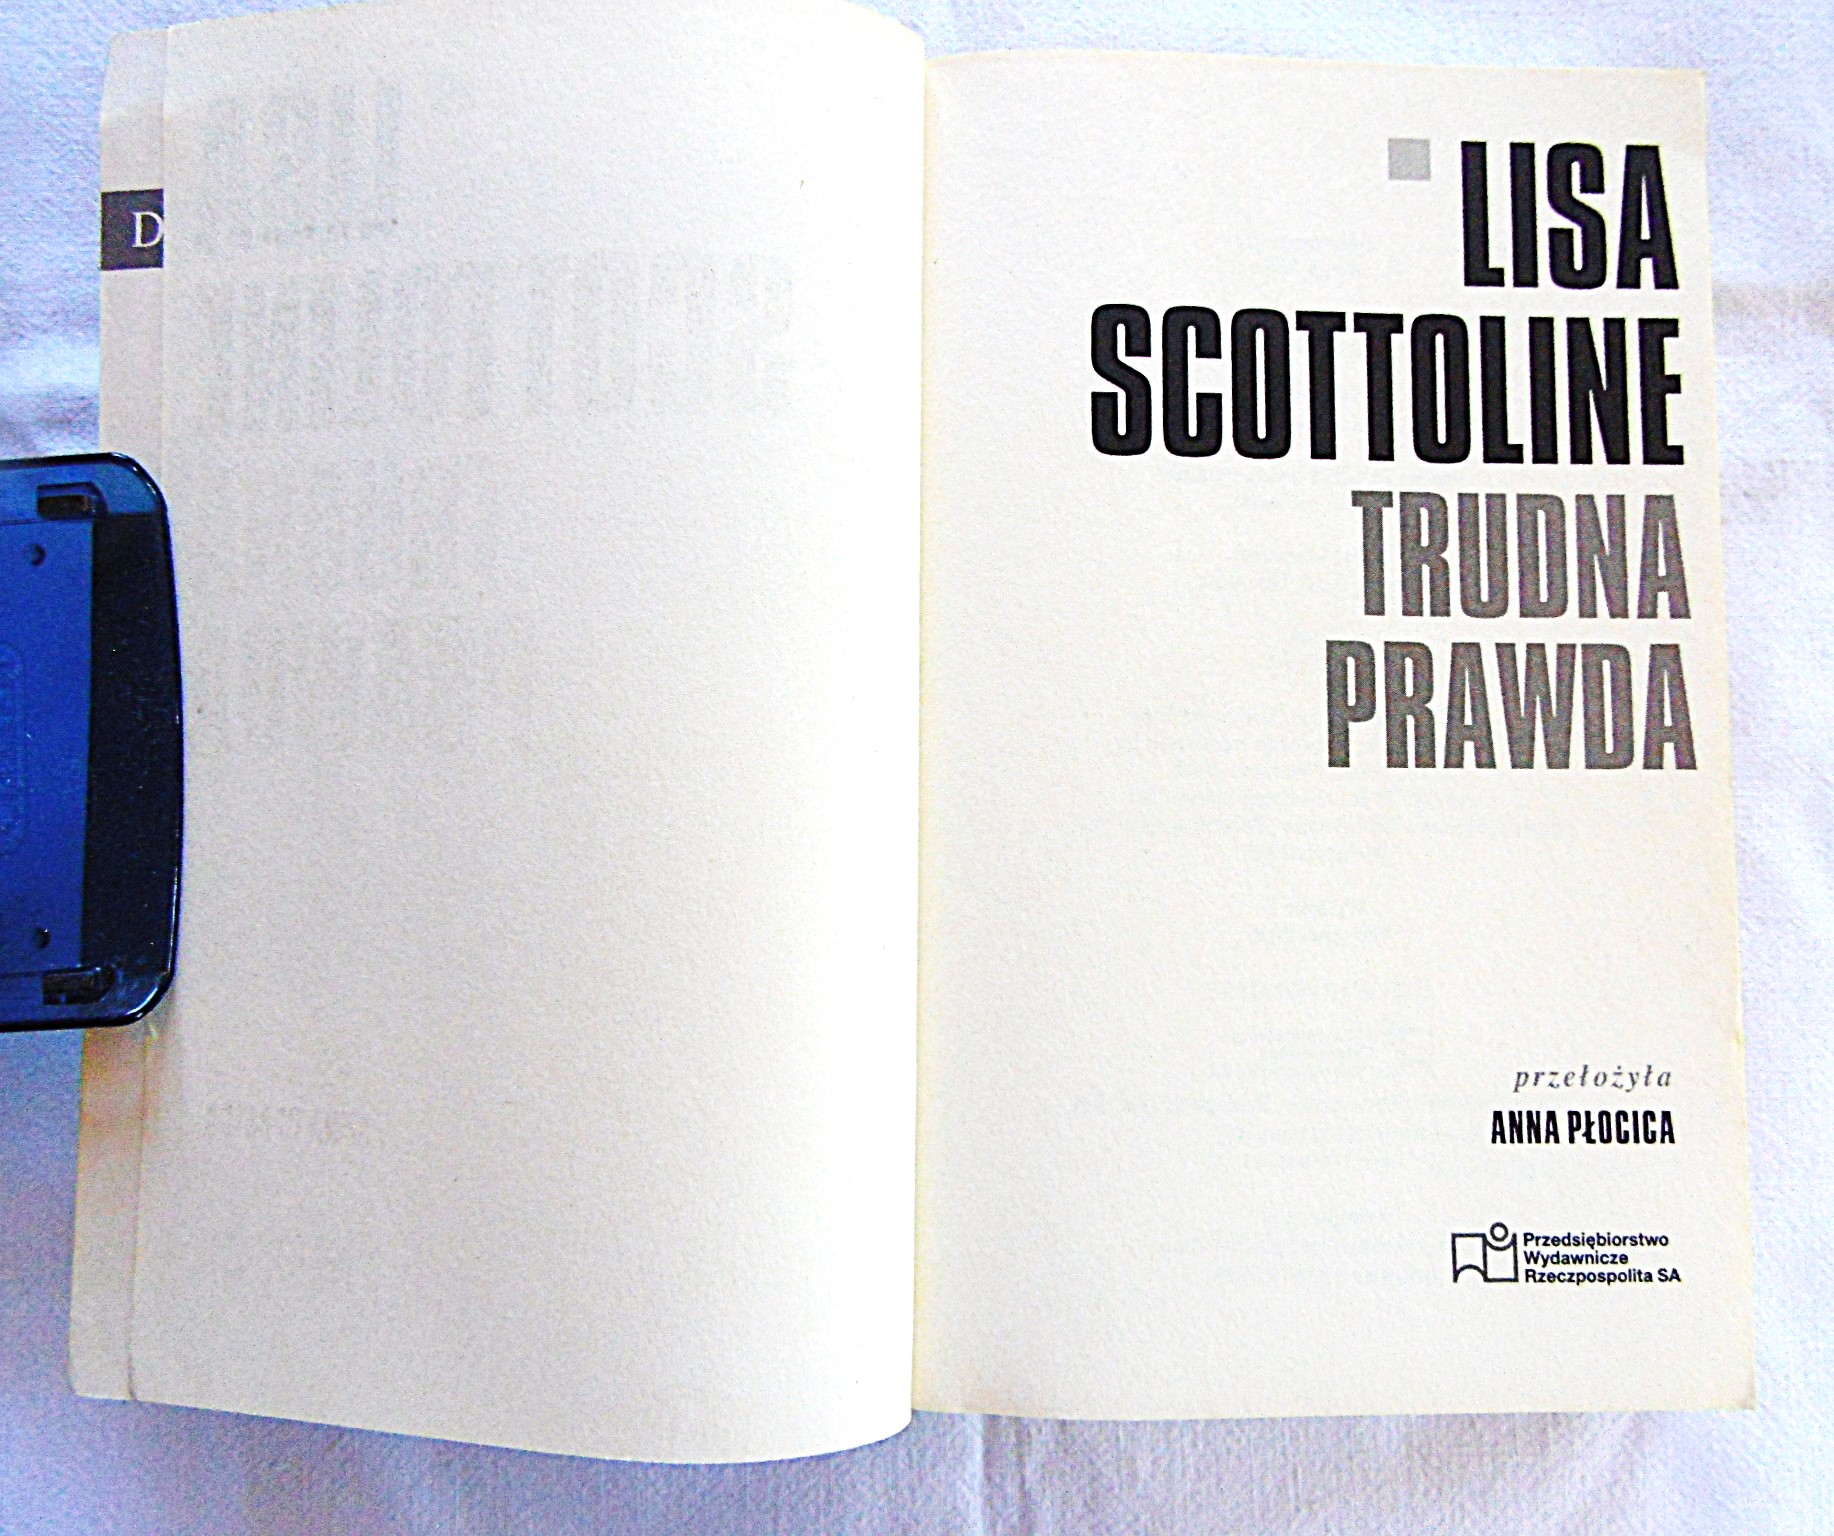 D
LISA
SCOTTOLINE
TRUDNA
PRAWDA
przełożyła
ANNA PŁOCICA
Przedsiębiorstwo
Wydawnicze
Rzeczpospolita SA